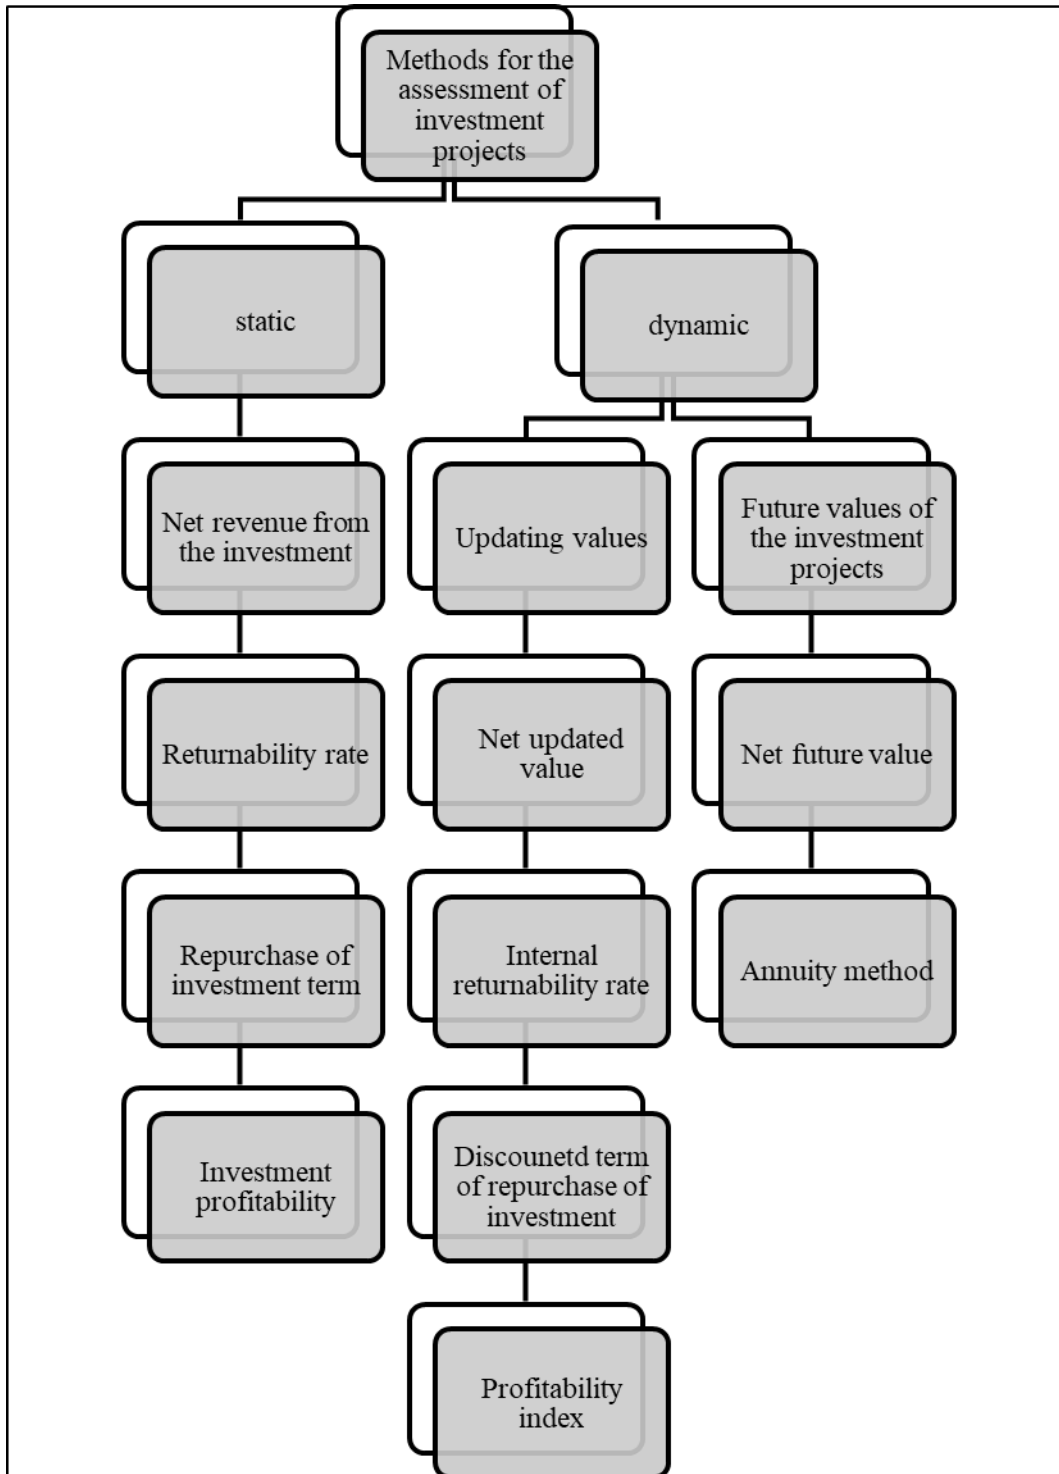 Methods for the
assessment of
investment
projects
static
dynamic
Net revenue from
the investment
Updating values
Future values of
the investment
projects
Returnability rate
Net updated
value
Net future value
Repurchase of
investment term
Internal
returnability rate
Annuity method
Investment
profitability
Discounetd term
of repurchase of
investment
Profitability
index